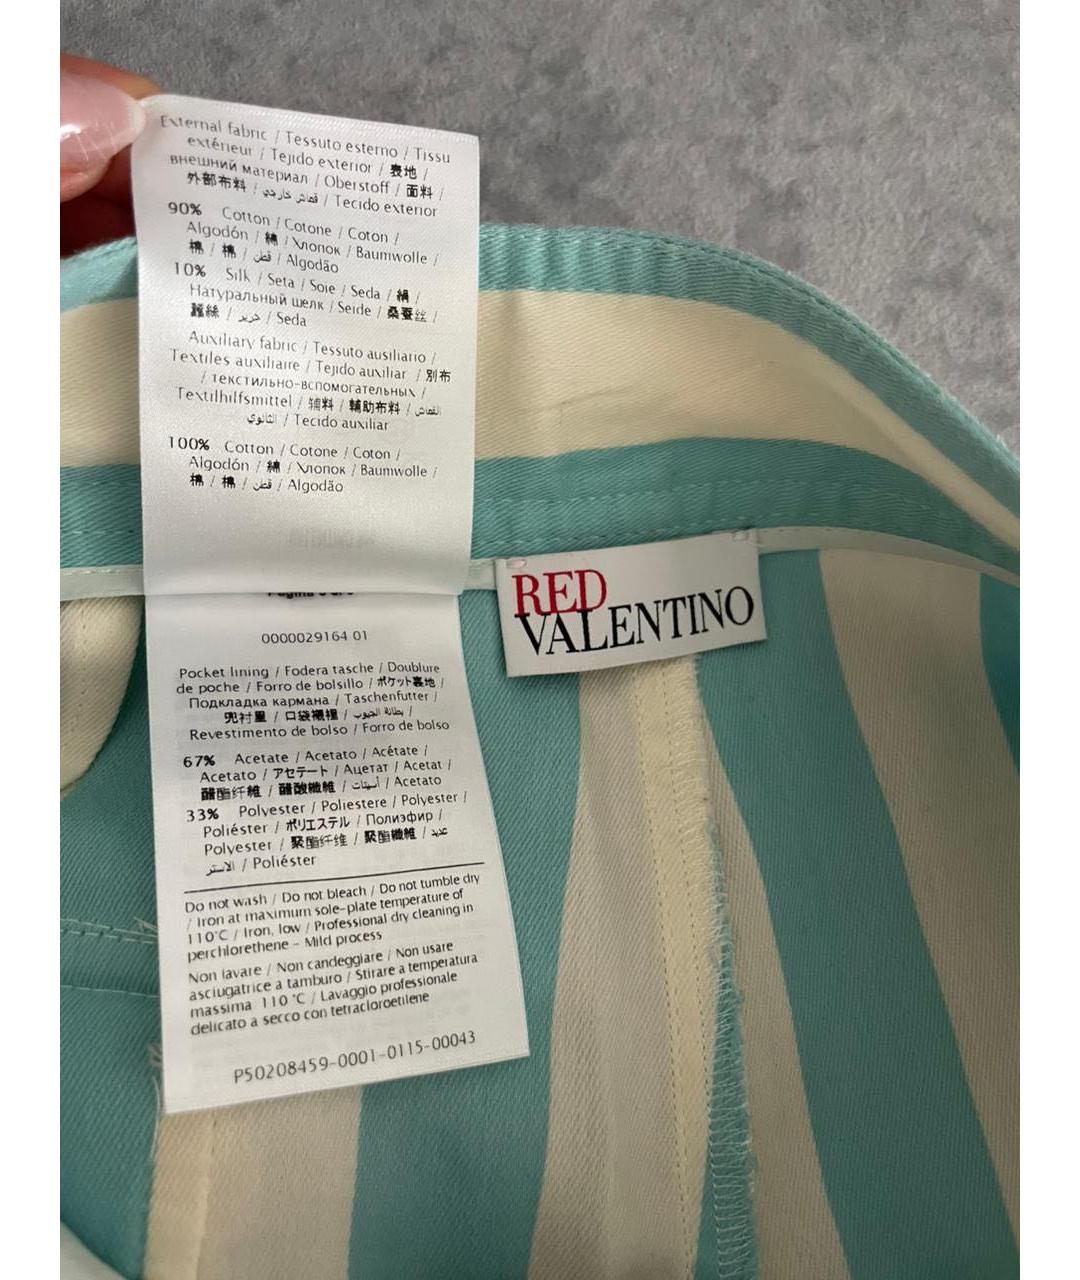 External fabric / Tessuto esterno / Tissu
extérieur / Tejido exterior / 表地 /
внешний материал / Oberstoff / 面料 /
外部布料 / قماش خارجي / Tecido exterior
90% Cotton / Cotone / Coton /
Algodón / 綿 / Хлопок / Baumwolle /
棉 / 棉 / قطن / Algodão
10% Silk / Seta / Soie / Seda / 絹 /
Натуральный шелк / Seide / 桑蚕丝 /
蠶絲 / حرير / Seda
Auxiliary fabric / Tessuto ausiliario /
Textiles auxiliaire / Tejido auxiliar / 別布
/ текстильно-вспомогательных /
Textilhilfsmittel / 辅料 / 輔助布料 / القماش
الثانوي / Tecido auxiliar
100% Cotton / Cotone / Coton /
Algodón / 綿 / Хлопок / Baumwolle /
棉 / 棉 / قطن / Algodão
RED
VALENTINO
0000029164 01
Pocket lining / Fodera tasche / Doublure
de poche / Forro de bolsillo / ポケット裏地 /
Подкладка кармана / Taschenfutter /
兜衬里 / 口袋襯裡 / بطانة الجيوب /
Revestimento de bolso / Forro de bolso
67% Acetate / Acetato / Acétate /
Acetato / アセテート / Ацетат / Acetat /
醋酯纤维 / 醋酸纖維 / أسيتات / Acetato
33% Polyester / Poliestere / Polyester /
Poliéster / ポリエステル / Полиэфир /
Polyester / 聚酯纤维 / 聚酯纖維 / عديد
الاستر / Poliéster
Do not wash / Do not bleach / Do not tumble dry
/ Iron at maximum sole-plate temperature of
110°C / Iron, low / Professional dry cleaning in
perchlorethene - Mild process
Non lavare / Non candeggiare / Non usare
asciugatrice a tamburo / Stirare a temperatura
massima 110 °C / Lavaggio professionale
delicato a secco con tetracloroetilene
P50208459-0001-0115-00043